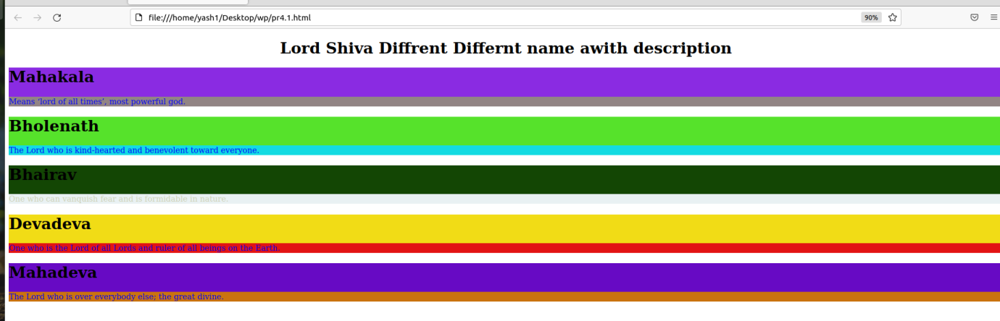 file:///home/yash1/Desktop/wp/pr4.1.html
90%
Lord Shiva Diffrent Differnt name awith description
Mahakala
Means ‘lord of all times’, most powerful god.
Bholenath
The Lord who is kind-hearted and benevolent toward everyone.
Bhairav
One who can vanquish fear and is formidable in nature.
Devadeva
One who is the Lord of all Lords and ruler of all beings on the Earth.
Mahadeva
The Lord who is over everybody else; the great divine.